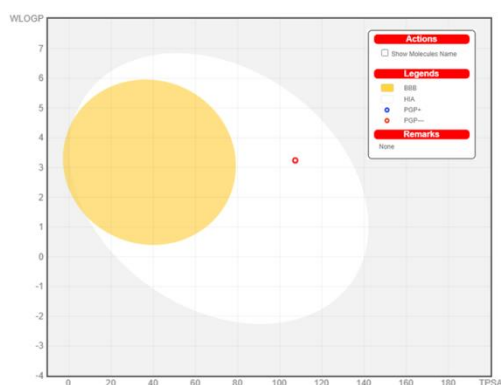 WLOGP
7
6
5
4
3
2
1
0
-1
-2
-3
-4
0
20
40
60
80
100
120
140
160
180
TPSA
Actions
Show Molecules Name
Legends
BBB
HIA
PGP+
PGP—
Remarks
None